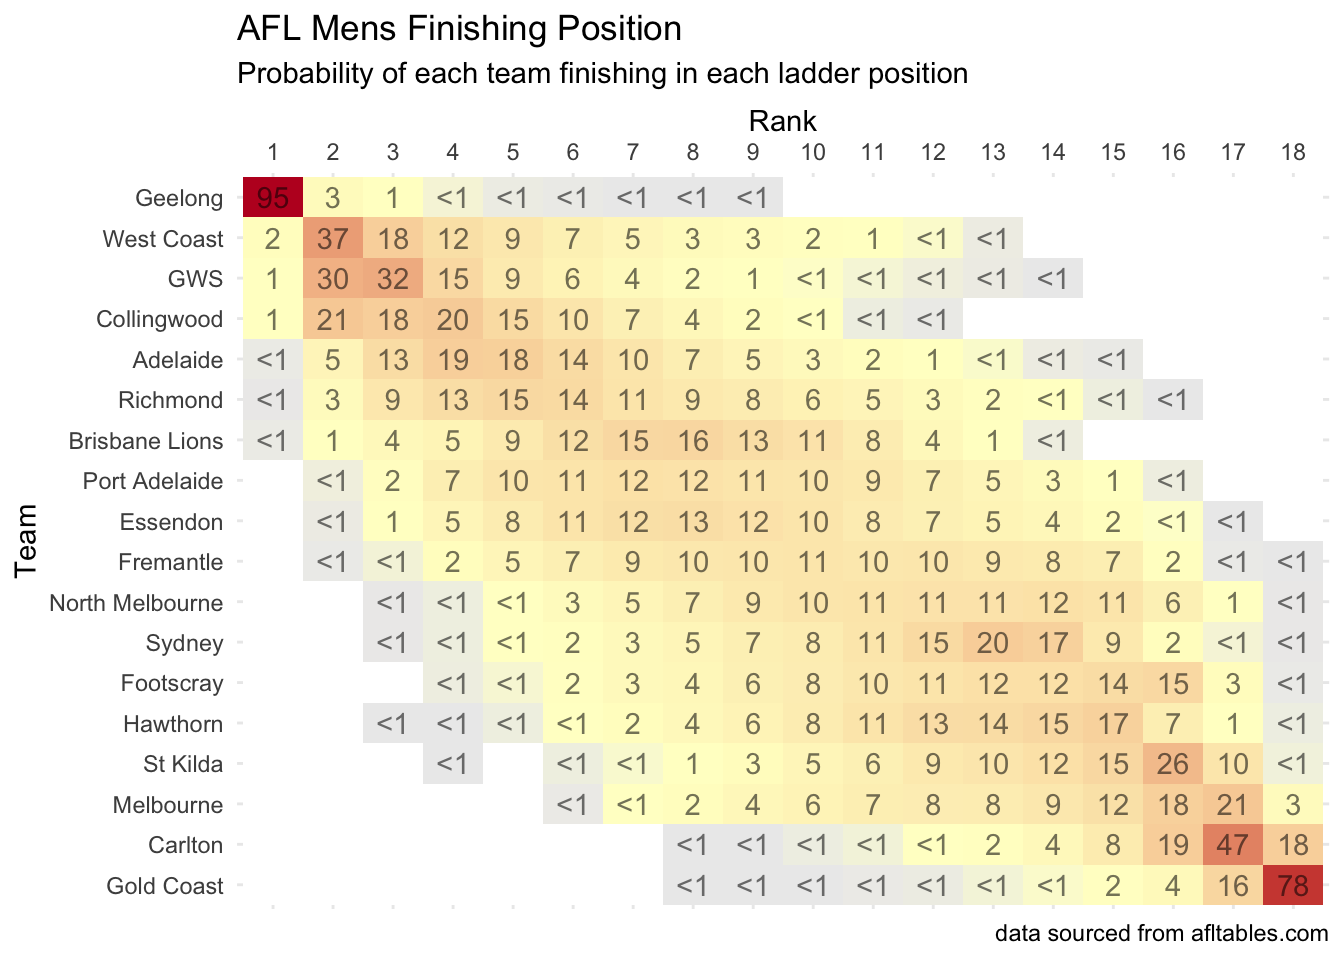 AFL Mens Finishing Position
Probability of each team finishing in each ladder position
Rank
1 2 3 4 5 6 7 8 9 10 11 12 13 14 15 16 17 18
Team
Geelong 95 3 1 <1 <1 <1 <1 <1 <1
West Coast 2 37 18 12 9 7 5 3 3 2 1 <1 <1
GWS 1 30 32 15 9 6 4 2 1 <1 <1 <1 <1 <1
Collingwood 1 21 18 20 15 10 7 4 2 <1 <1 <1
Adelaide <1 5 13 19 18 14 10 7 5 3 2 1 <1 <1 <1
Richmond <1 3 9 13 15 14 11 9 8 6 5 3 2 <1 <1 <1
Brisbane Lions <1 1 4 5 9 12 15 16 13 11 8 4 1 <1
Port Adelaide <1 2 7 10 11 12 12 11 10 9 7 5 3 1 <1
Essendon <1 1 5 8 11 12 13 12 10 8 7 5 4 2 <1 <1
Fremantle <1 <1 2 5 7 9 10 10 11 10 10 9 8 7 2 <1 <1
North Melbourne <1 <1 <1 3 5 7 9 10 11 11 11 12 11 6 1 <1
Sydney <1 <1 <1 2 3 5 7 8 11 15 20 17 9 2 <1 <1
Footscray <1 <1 2 3 4 6 8 10 11 12 12 14 15 3 <1
Hawthorn <1 <1 <1 <1 2 4 6 8 11 13 14 15 17 7 1 <1
St Kilda <1 <1 <1 1 3 5 6 9 10 12 15 26 10 <1
Melbourne <1 <1 2 4 6 7 8 8 9 12 18 21 3
Carlton <1 <1 <1 <1 <1 2 4 8 19 47 18
Gold Coast <1 <1 <1 <1 <1 <1 <1 2 4 16 78
data sourced from afltables.com